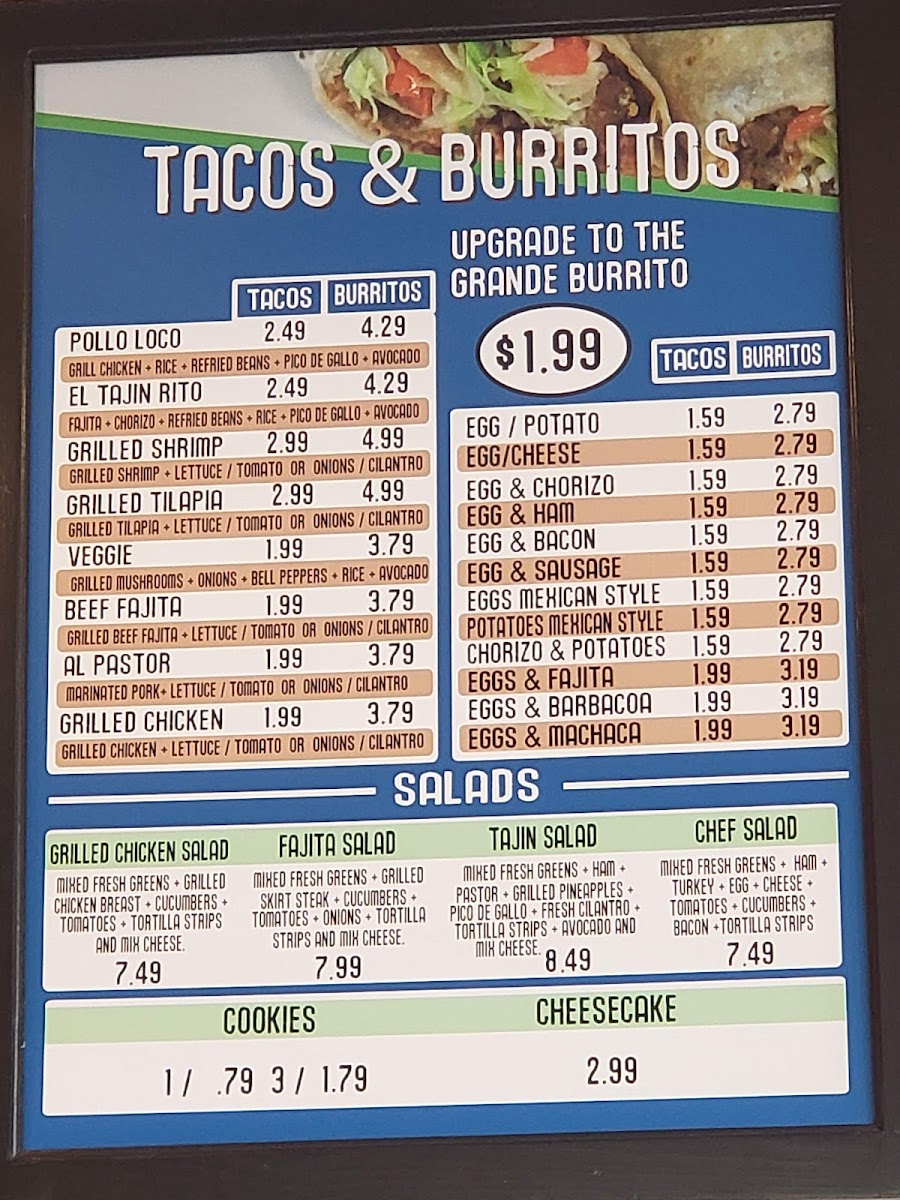 TACOS & BURRITOS
TACOS BURRITOS
POLLO LOCO 2.49 4.29
GRILL CHICKEN + RICE + REFRIED BEANS + PICO DE GALLO + AVOCADO
EL TAJIN RITO 2.49 4.29
FAJITA + CHORIZO + REFRIED BEANS + RICE + PICO DE GALLO + AVOCADO
GRILLED SHRIMP 2.99 4.99
GRILLED SHRIMP + LETTUCE / TOMATO OR ONIONS / CILANTRO
GRILLED TILAPIA 2.99 4.99
GRILLED TILAPIA + LETTUCE / TOMATO OR ONIONS / CILANTRO
VEGGIE 1.99 3.79
GRILLED MUSHROOMS + ONIONS + BELL PEPPERS + RICE + AVOCADO
BEEF FAJITA 1.99 3.79
GRILLED BEEF FAJITA + LETTUCE / TOMATO OR ONIONS / CILANTRO
AL PASTOR 1.99 3.79
MARINATED PORK+ LETTUCE / TOMATO OR ONIONS / CILANTRO
GRILLED CHICKEN 1.99 3.79
GRILLED CHICKEN + LETTUCE / TOMATO OR ONIONS / CILANTRO
UPGRADE TO THE
GRANDE BURRITO
$1.99
TACOS BURRITOS
EGG / POTATO 1.59 2.79
EGG/CHEESE 1.59 2.79
EGG & CHORIZO 1.59 2.79
EGG & HAM 1.59 2.79
EGG & BACON 1.59 2.79
EGG & SAUSAGE 1.59 2.79
EGGS MEXICAN STYLE 1.59 2.79
POTATOES MEXICAN STYLE 1.59 2.79
CHORIZO & POTATOES 1.59 2.79
EGGS & FAJITA 1.99 3.19
EGGS & BARBACOA 1.99 3.19
EGGS & MACHACA 1.99 3.19
SALADS
GRILLED CHICKEN SALAD
MIXED FRESH GREENS + GRILLED
CHICKEN BREAST + CUCUMBERS +
TOMATOES + TORTILLA STRIPS
AND MIX CHEESE.
7.49
FAJITA SALAD
MIXED FRESH GREENS + GRILLED
SKIRT STEAK + CUCUMBERS +
TOMATOES + ONIONS + TORTILLA
STRIPS AND MIX CHEESE.
7.99
TAJIN SALAD
MIXED FRESH GREENS + HAM +
PASTOR + GRILLED PINEAPPLES +
PICO DE GALLO + FRESH CILANTRO +
TORTILLA STRIPS + AVOCADO AND
MIX CHEESE.
8.49
CHEF SALAD
MIXED FRESH GREENS + HAM +
TURKEY + EGG + CHEESE +
TOMATOES + CUCUMBERS +
BACON +TORTILLA STRIPS
7.49
COOKIES
1 / .79 3 / 1.79
CHEESECAKE
2.99